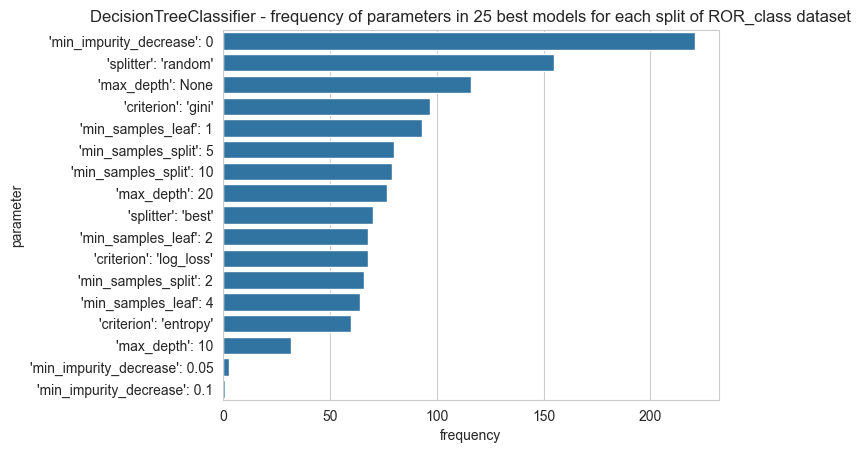 DecisionTreeClassifier - frequency of parameters in 25 best models for each split of ROR_class dataset
parameter
'min_impurity_decrease': 0
'splitter': 'random'
'max_depth': None
'criterion': 'gini'
'min_samples_leaf': 1
'min_samples_split': 5
'min_samples_split': 10
'max_depth': 20
'splitter': 'best'
'min_samples_leaf': 2
'criterion': 'log_loss'
'min_samples_split': 2
'min_samples_leaf': 4
'criterion': 'entropy'
'max_depth': 10
'min_impurity_decrease': 0.05
'min_impurity_decrease': 0.1
0 50 100 150 200
frequency